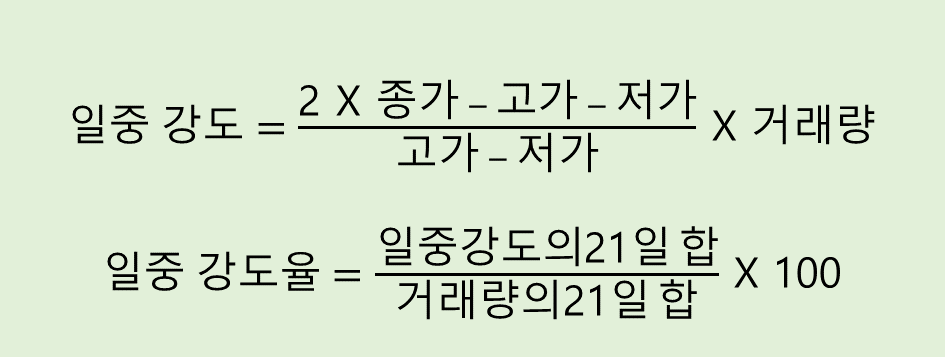 일중 강도 = 2 X 종가 – 고가 – 저가 X 거래량
고가 – 저가
일중 강도율 = 일중강도의21일 합 X 100
거래량의21일 합